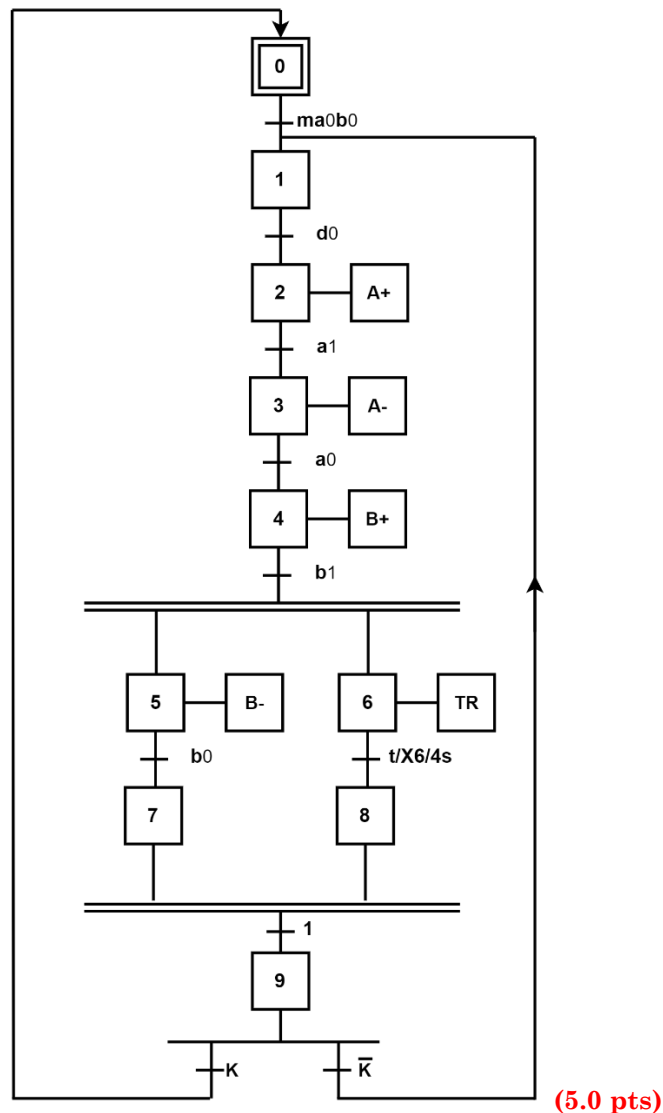 0
ma0b0
1
d0
2 A+
a1
3 A-
a0
4 B+
b1
5 B- 6 TR
b0 t/X6/4s
7 8
1
9
K K̅
(5.0 pts)